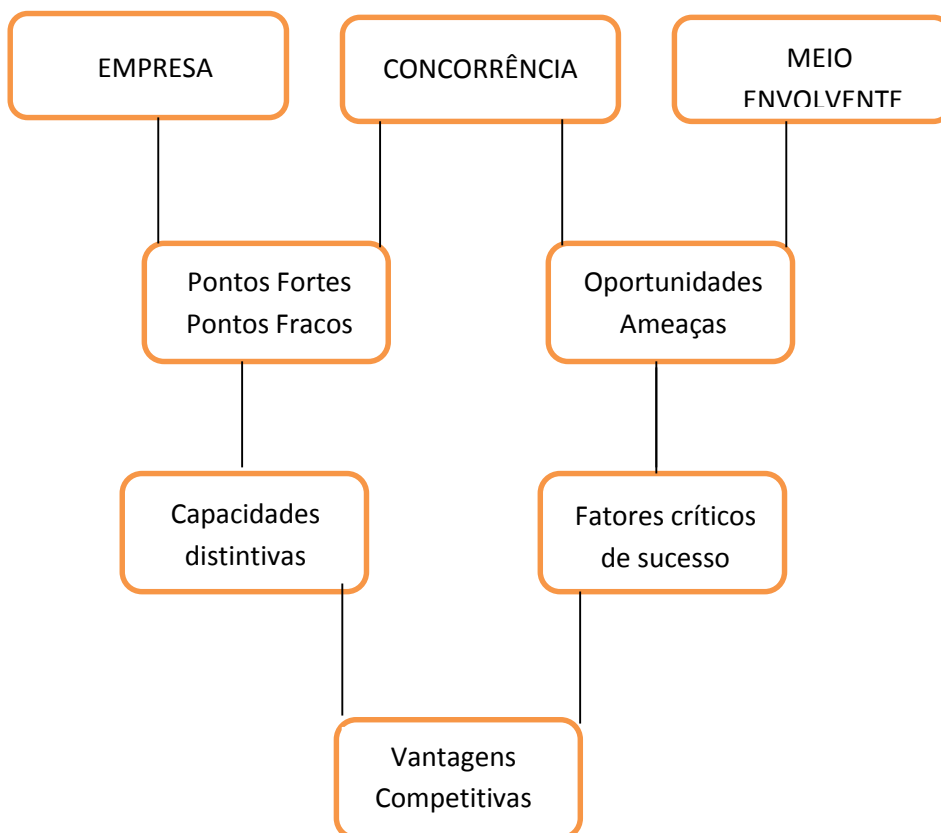 EMPRESA
CONCORRÊNCIA
MEIO
ENVOLVENTE
Pontos Fortes
Pontos Fracos
Oportunidades
Ameaças
Capacidades
distintivas
Fatores críticos
de sucesso
Vantagens
Competitivas